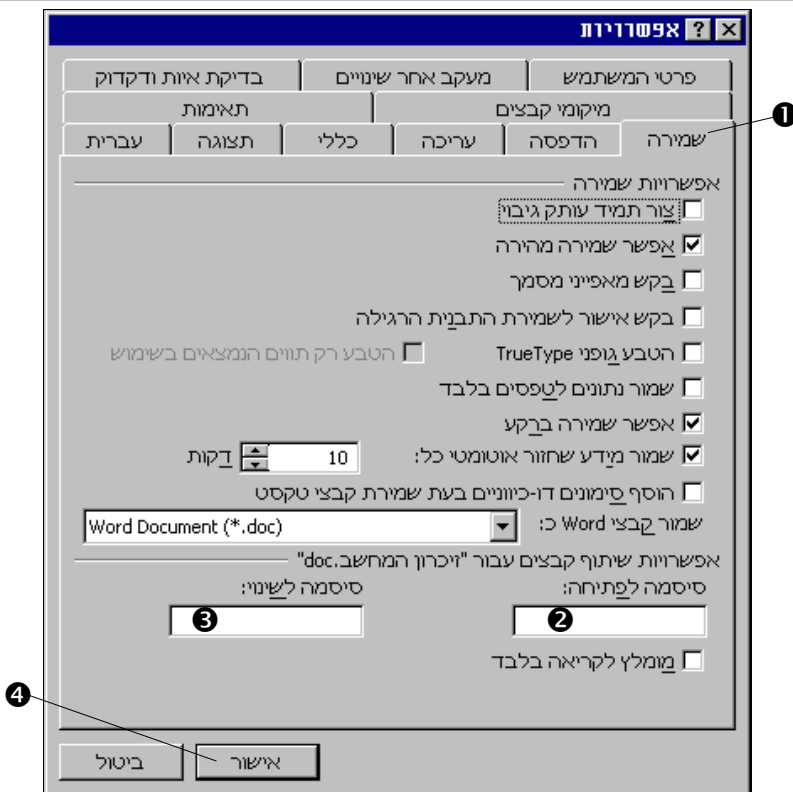 אפשרויות
פרטי המשתמש מעקב אחר שינויים בדיקת איות ודקדוק
מיקומי קבצים תאימות
שמירה הדפסה עריכה כללי תצוגה עברית
❶
אפשרויות שמירה
צור תמיד עותק גיבוי
אפשר שמירה מהירה
בקש מאפייני מסמך
בקש אישור לשמירת התבנית הרגילה
הטבע גופני TrueType הטבע רק תווים הנמצאים בשימוש
שמור נתונים לטפסים בלבד
אפשר שמירה ברקע
שמור מידע שחזור אוטומטי כל: 10 דקות
הוסף סימונים דו-כיווניים בעת שמירת קבצי טקסט
שמור קבצי Word כ: Word Document (*.doc)
אפשרויות שיתוף קבצים עבור "זיכרון המחשב.doc"
סיסמה לפתיחה: סיסמה לשינוי:
❷ ❸
מומלץ לקריאה בלבד
❹
אישור ביטול